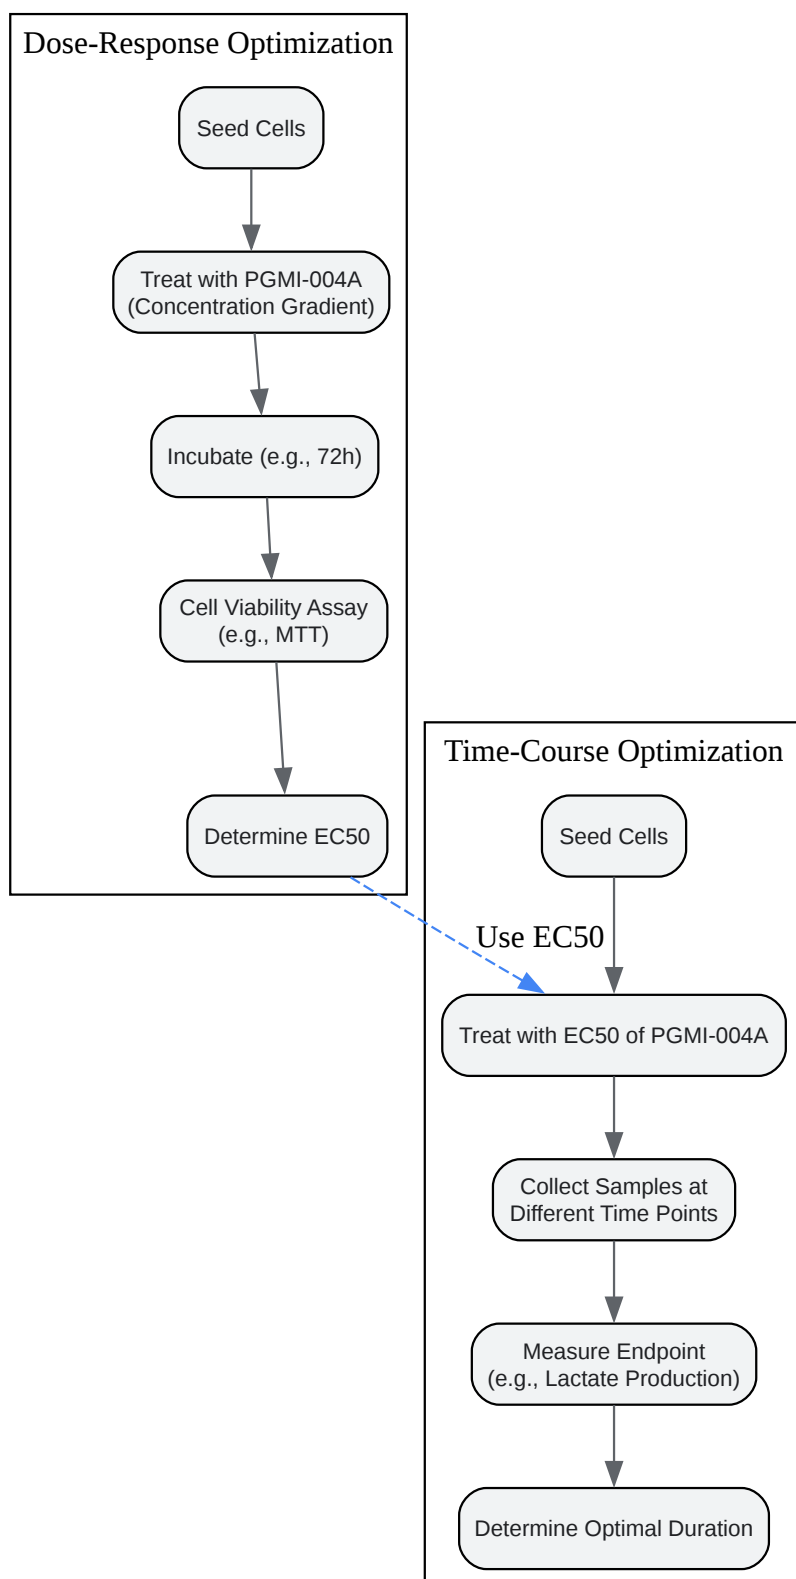 Dose-Response Optimization
Seed Cells
Treat with PGMI-004A
(Concentration Gradient)
Incubate (e.g., 72h)
Cell Viability Assay
(e.g., MTT)
Determine EC50
Time-Course Optimization
Seed Cells
Use EC50
Treat with EC50 of PGMI-004A
Collect Samples at
Different Time Points
Measure Endpoint
(e.g., Lactate Production)
Determine Optimal Duration